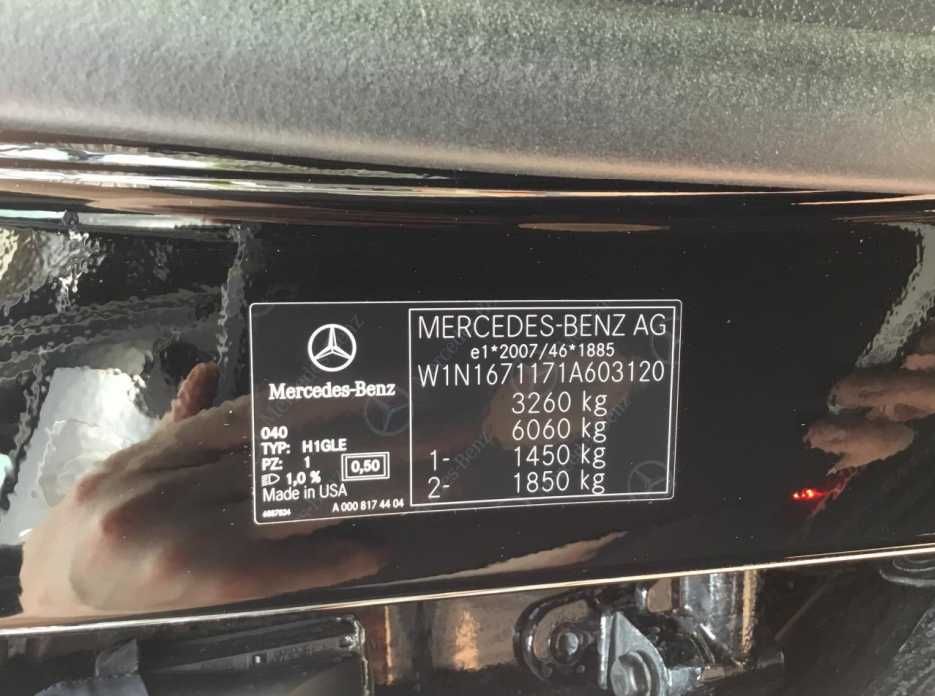 Mercedes-Benz
040
TYP: H1GLE
PZ: 1
0,50
1,0 %
Made in USA
A 000 817 44 04
MERCEDES-BENZ AG
e1*2007/46*1885
W1N1671171A603120
3260 kg
6060 kg
1- 1450 kg
2- 1850 kg